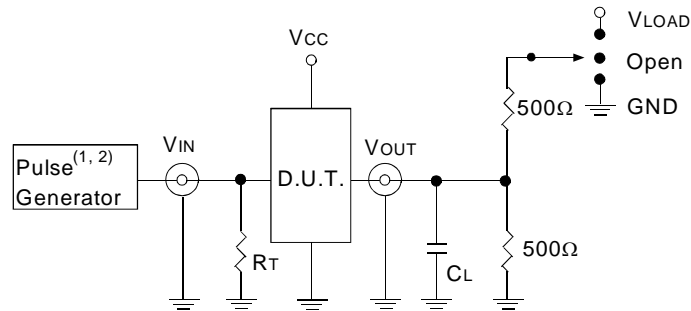 VLOAD
VCC
Open
500Ω
GND
VIN
VOUT
Pulse(1, 2)
Generator
D.U.T.
RT
CL
500Ω